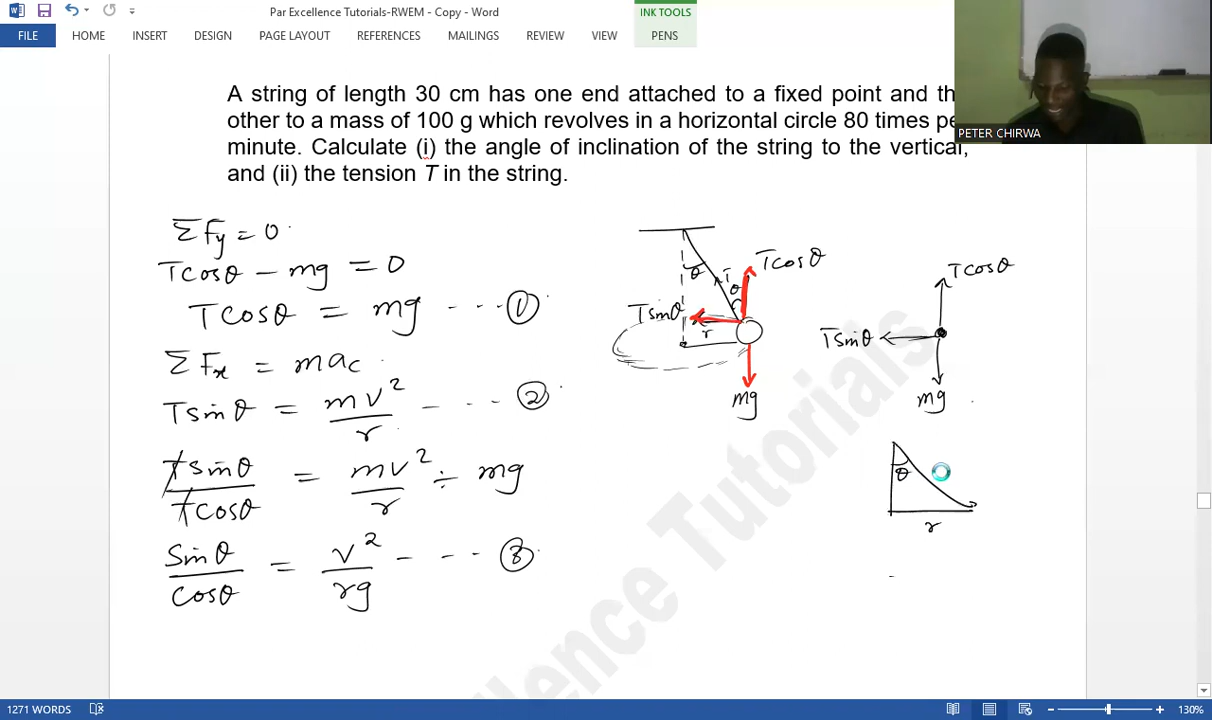 Par Excellence Tutorials-RWEM - Copy - Word
INK TOOLS
FILE
HOME
INSERT
DESIGN
PAGE LAYOUT
REFERENCES
MAILINGS
REVIEW
VIEW
PENS
A string of length 30 cm has one end attached to a fixed point and th
other to a mass of 100 g which revolves in a horizontal circle 80 times pe
minute. Calculate (i) the angle of inclination of the string to the vertical,
and (ii) the tension T in the string.
PETER CHIRWA
ΣFy = 0
Tcosθ - mg = 0
Tcosθ = mg ---- ①
ΣFx = mac
Tsinθ = mv²/r - --- ②
Tsinθ/Tcosθ = mv²/r ÷ mg
sinθ/cosθ = v²/rg - --- ③
θ
T
θ
Tcosθ
Tsinθ
r
mg
Tcosθ
Tsinθ
mg
θ
r
llence Tutorials
1271 WORDS
130%